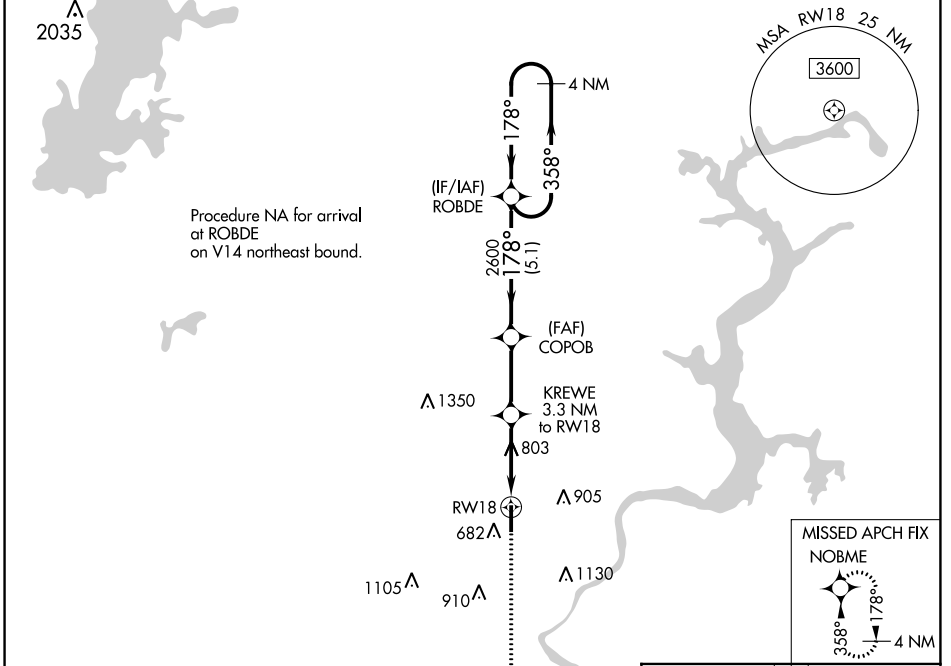 2035
MSA RW18 25 NM
3600
4 NM
178°
358°
(IF/IAF)
ROBDE
Procedure NA for arrival
at ROBDE
on V14 northeast bound.
2600
178°
(5.1)
(FAF)
COPOB
1350
KREWE
3.3 NM
to RW18
803
905
RW18
682
1105
910
1130
MISSED APCH FIX
NOBME
178°
358°
4 NM